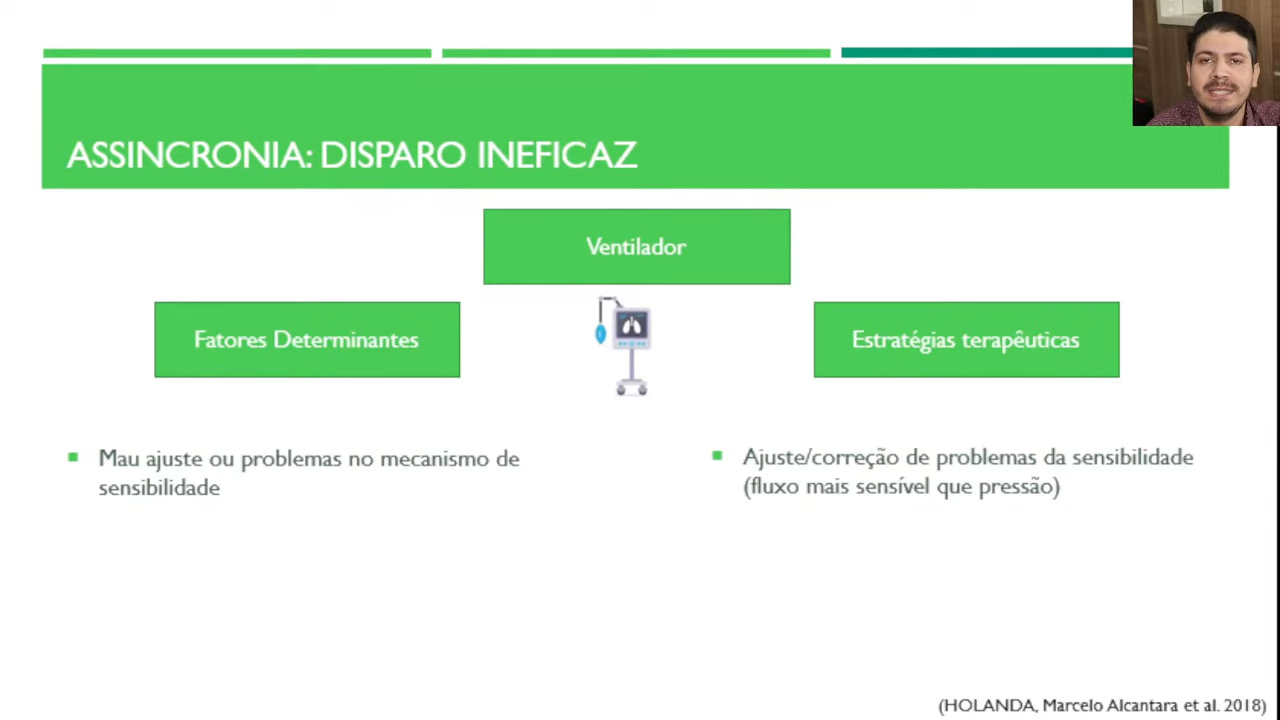 ASSINCRONIA: DISPARO INEFICAZ
Ventilador
Fatores Determinantes
Estratégias terapêuticas
Mau ajuste ou problemas no mecanismo de
sensibilidade
Ajuste/correção de problemas da sensibilidade
(fluxo mais sensível que pressão)
(HOLANDA, Marcelo Alcantara et al. 2018)